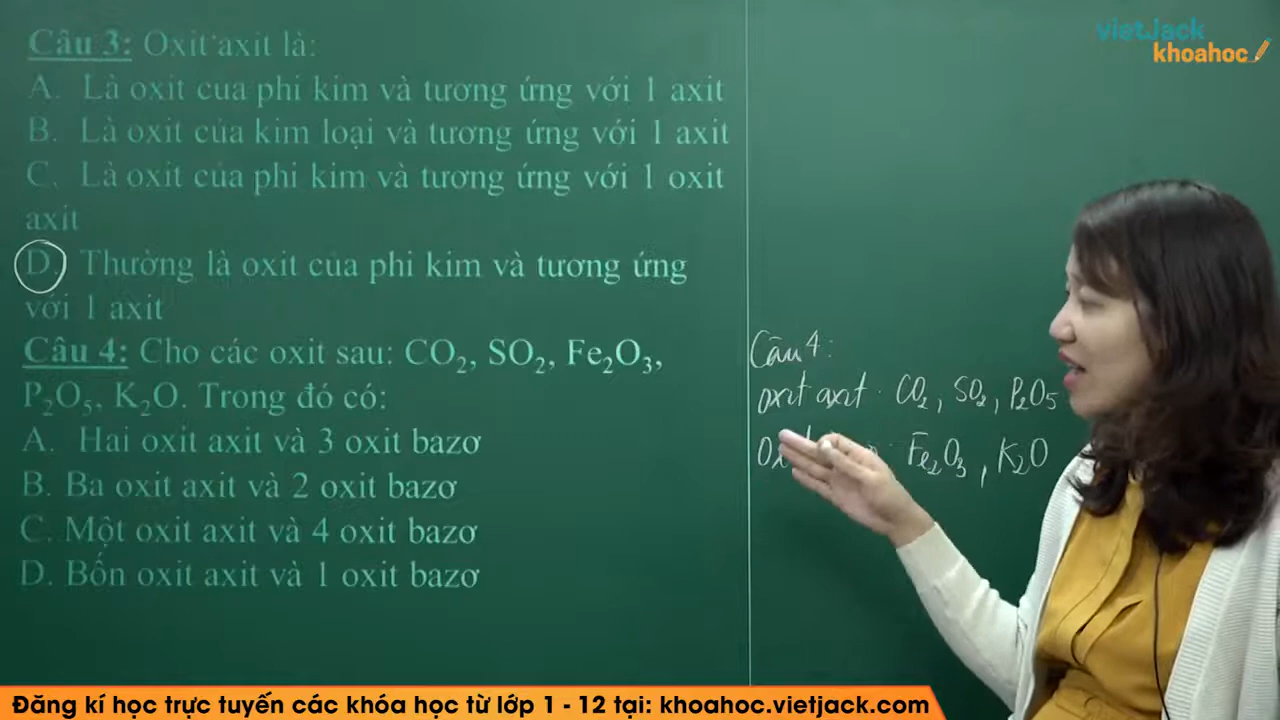 Câu 3: Oxit axit là:
A. Là oxit của phi kim và tương ứng với 1 axit
B. Là oxit của kim loại và tương ứng với 1 axit
C. Là oxit của phi kim và tương ứng với 1 oxit
axit
D. Thường là oxit của phi kim và tương ứng
với 1 axit
Câu 4: Cho các oxit sau: CO₂, SO₂, Fe₂O₃,
P₂O₅, K₂O. Trong đó có:
A. Hai oxit axit và 3 oxit bazơ
B. Ba oxit axit và 2 oxit bazơ
C. Một oxit axit và 4 oxit bazơ
D. Bốn oxit axit và 1 oxit bazơ
vietJack
khoahoc
Câu 4:
oxit axit: CO₂, SO₂, P₂O₅
Fe₂O₃, K₂O
Đăng kí học trực tuyến các khóa học từ lớp 1 - 12 tại: khoahoc.vietjack.com